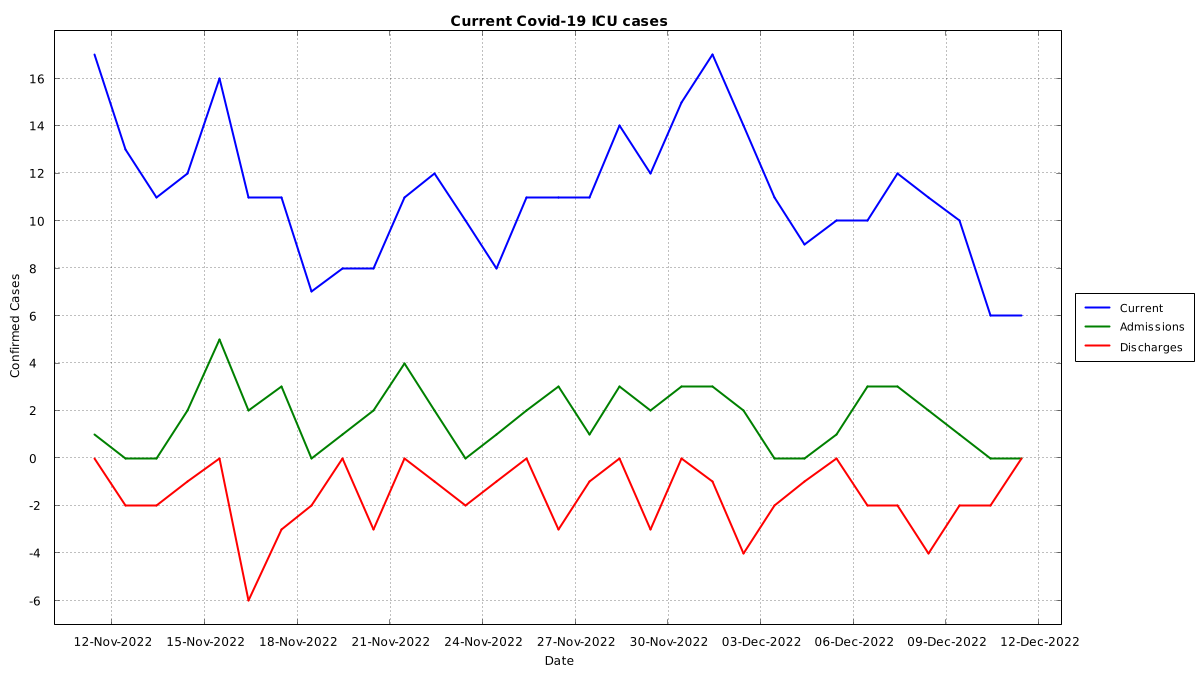 Current Covid-19 ICU cases
Confirmed Cases
16
14
12
10
8
6
4
2
0
-2
-4
-6
12-Nov-2022 15-Nov-2022 18-Nov-2022 21-Nov-2022 24-Nov-2022 27-Nov-2022 30-Nov-2022 03-Dec-2022 06-Dec-2022 09-Dec-2022 12-Dec-2022
Date
Current
Admissions
Discharges